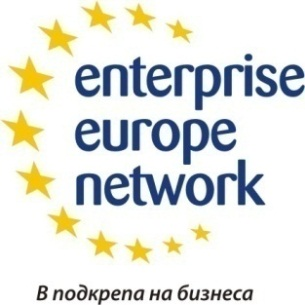 enterprise
europe
network
В подкрепа на бизнеса